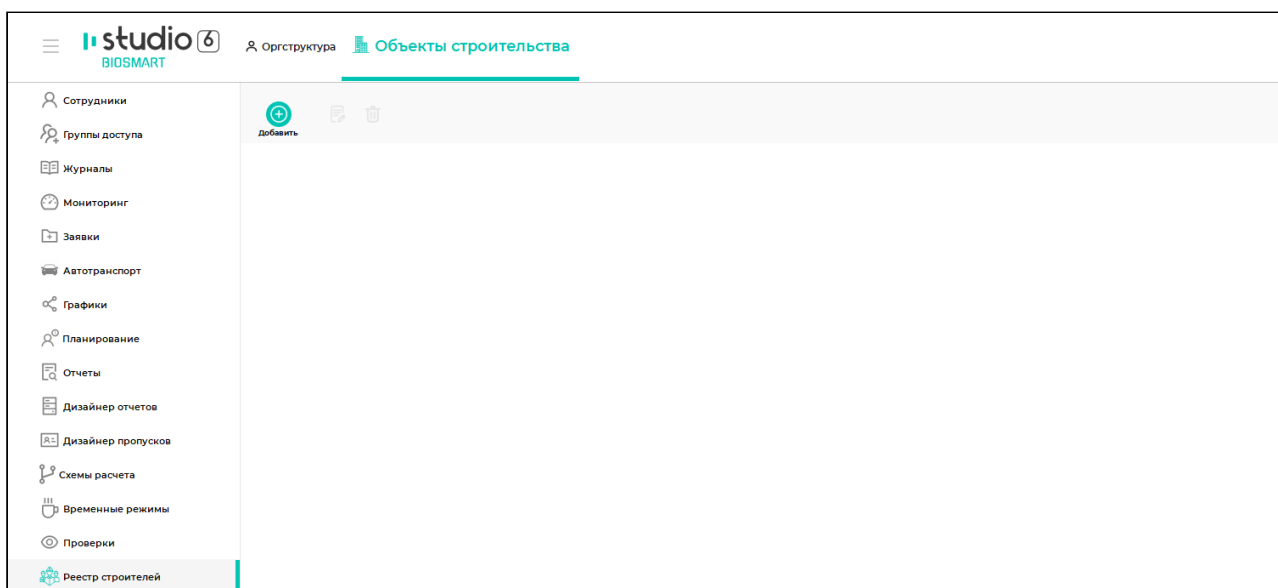 studio 6
BIOSMART
Оргструктура
Объекты строительства
Сотрудники
Группы доступа
Журналы
Мониторинг
Заявки
Автотранспорт
Графики
Планирование
Отчеты
Дизайнер отчетов
Дизайнер пропусков
Схемы расчета
Временные режимы
Проверки
Реестр строителей
Добавить